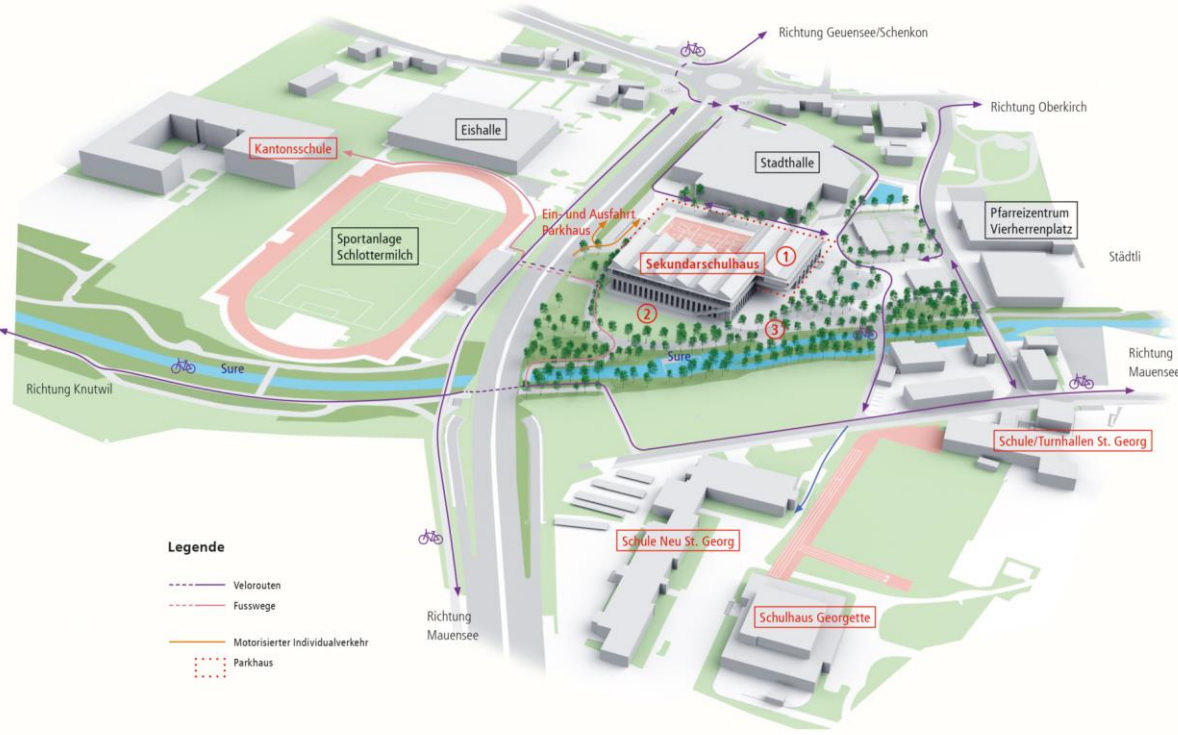 Richtung Geuensee/Schenkon
Richtung Oberkirch
Eishalle
Kantonsschule
Stadthalle
Ein- und Ausfahrt
Parkhaus
Pfarreizentrum
Vierherrenplatz
Sportanlage
Schlottermilch
Sekundarschulhaus
1
Städtli
2
3
Sure
Sure
Richtung Knutwil
Richtung
Mauensee
Schule/Turnhallen St. Georg
Schule Neu St. Georg
Schulhaus Georgette
Richtung
Mauensee
Legende
Velorouten
Fusswege
Motorisierter Individualverkehr
Parkhaus